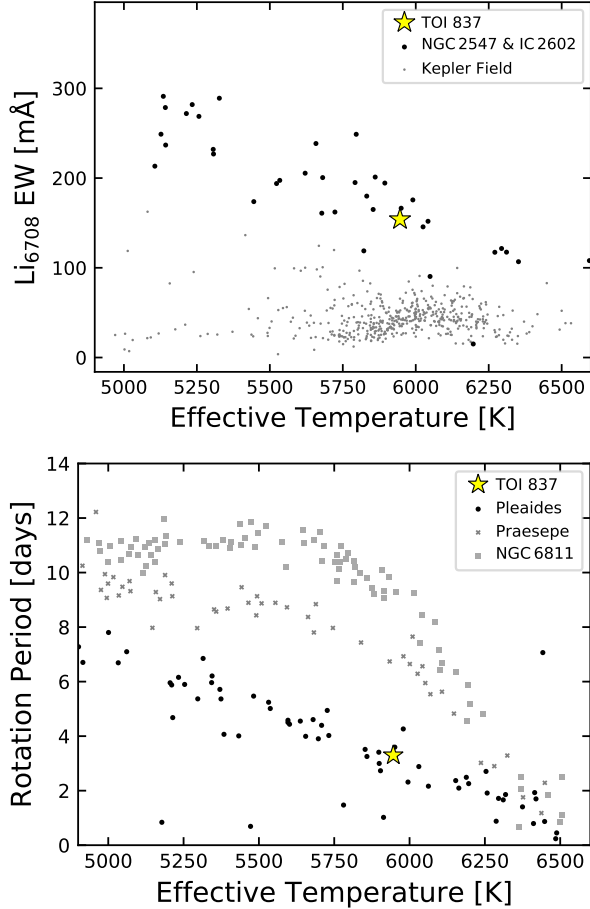 TOI 837
NGC 2547 & IC 2602
Kepler Field
300
200
100
0
Li6708 EW [mÅ]
5000 5250 5500 5750 6000 6250 6500
Effective Temperature [K]
14
12
10
8
6
4
2
0
Rotation Period [days]
TOI 837
Pleaides
Praesepe
NGC 6811
5000 5250 5500 5750 6000 6250 6500
Effective Temperature [K]